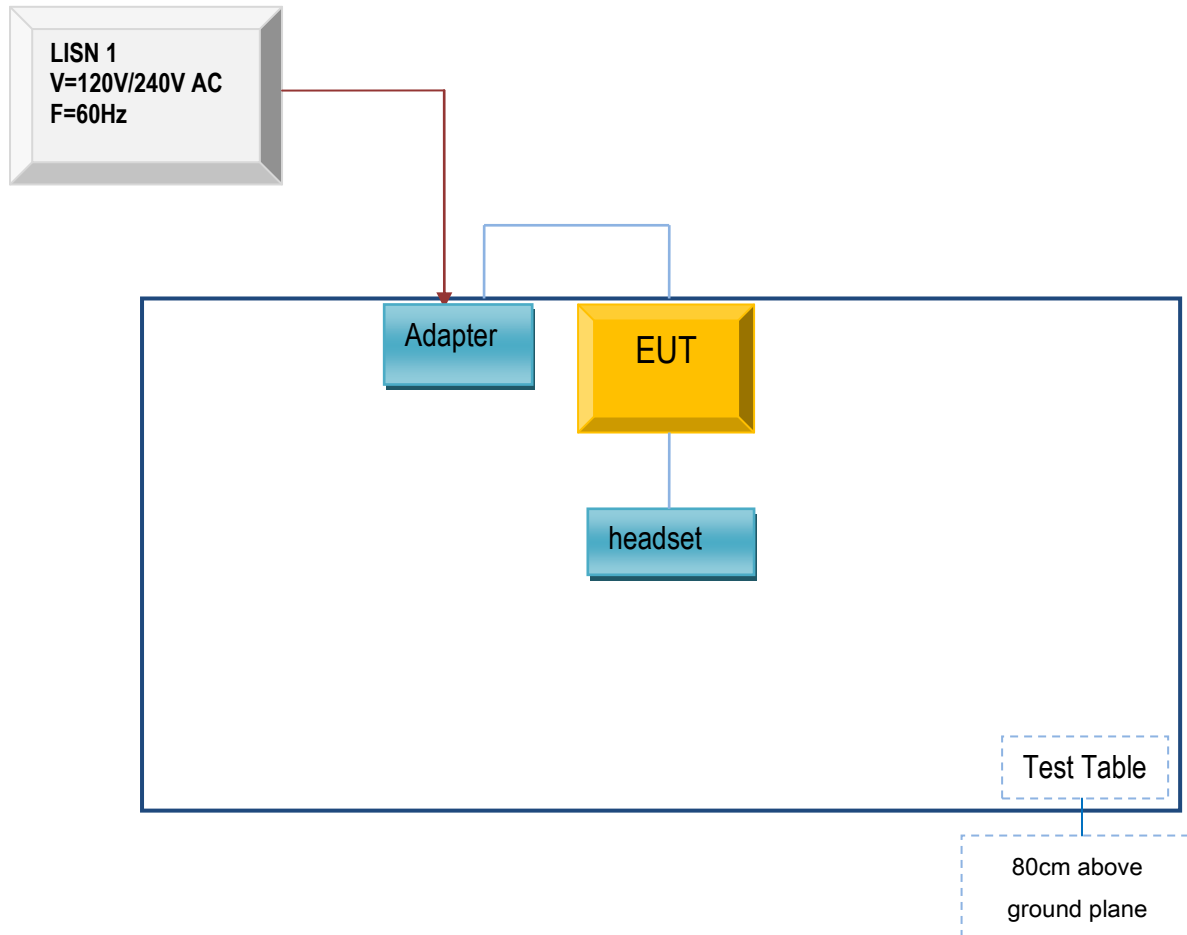 LISN 1
V=120V/240V AC
F=60Hz
Adapter
EUT
headset
Test Table
80cm above
ground plane